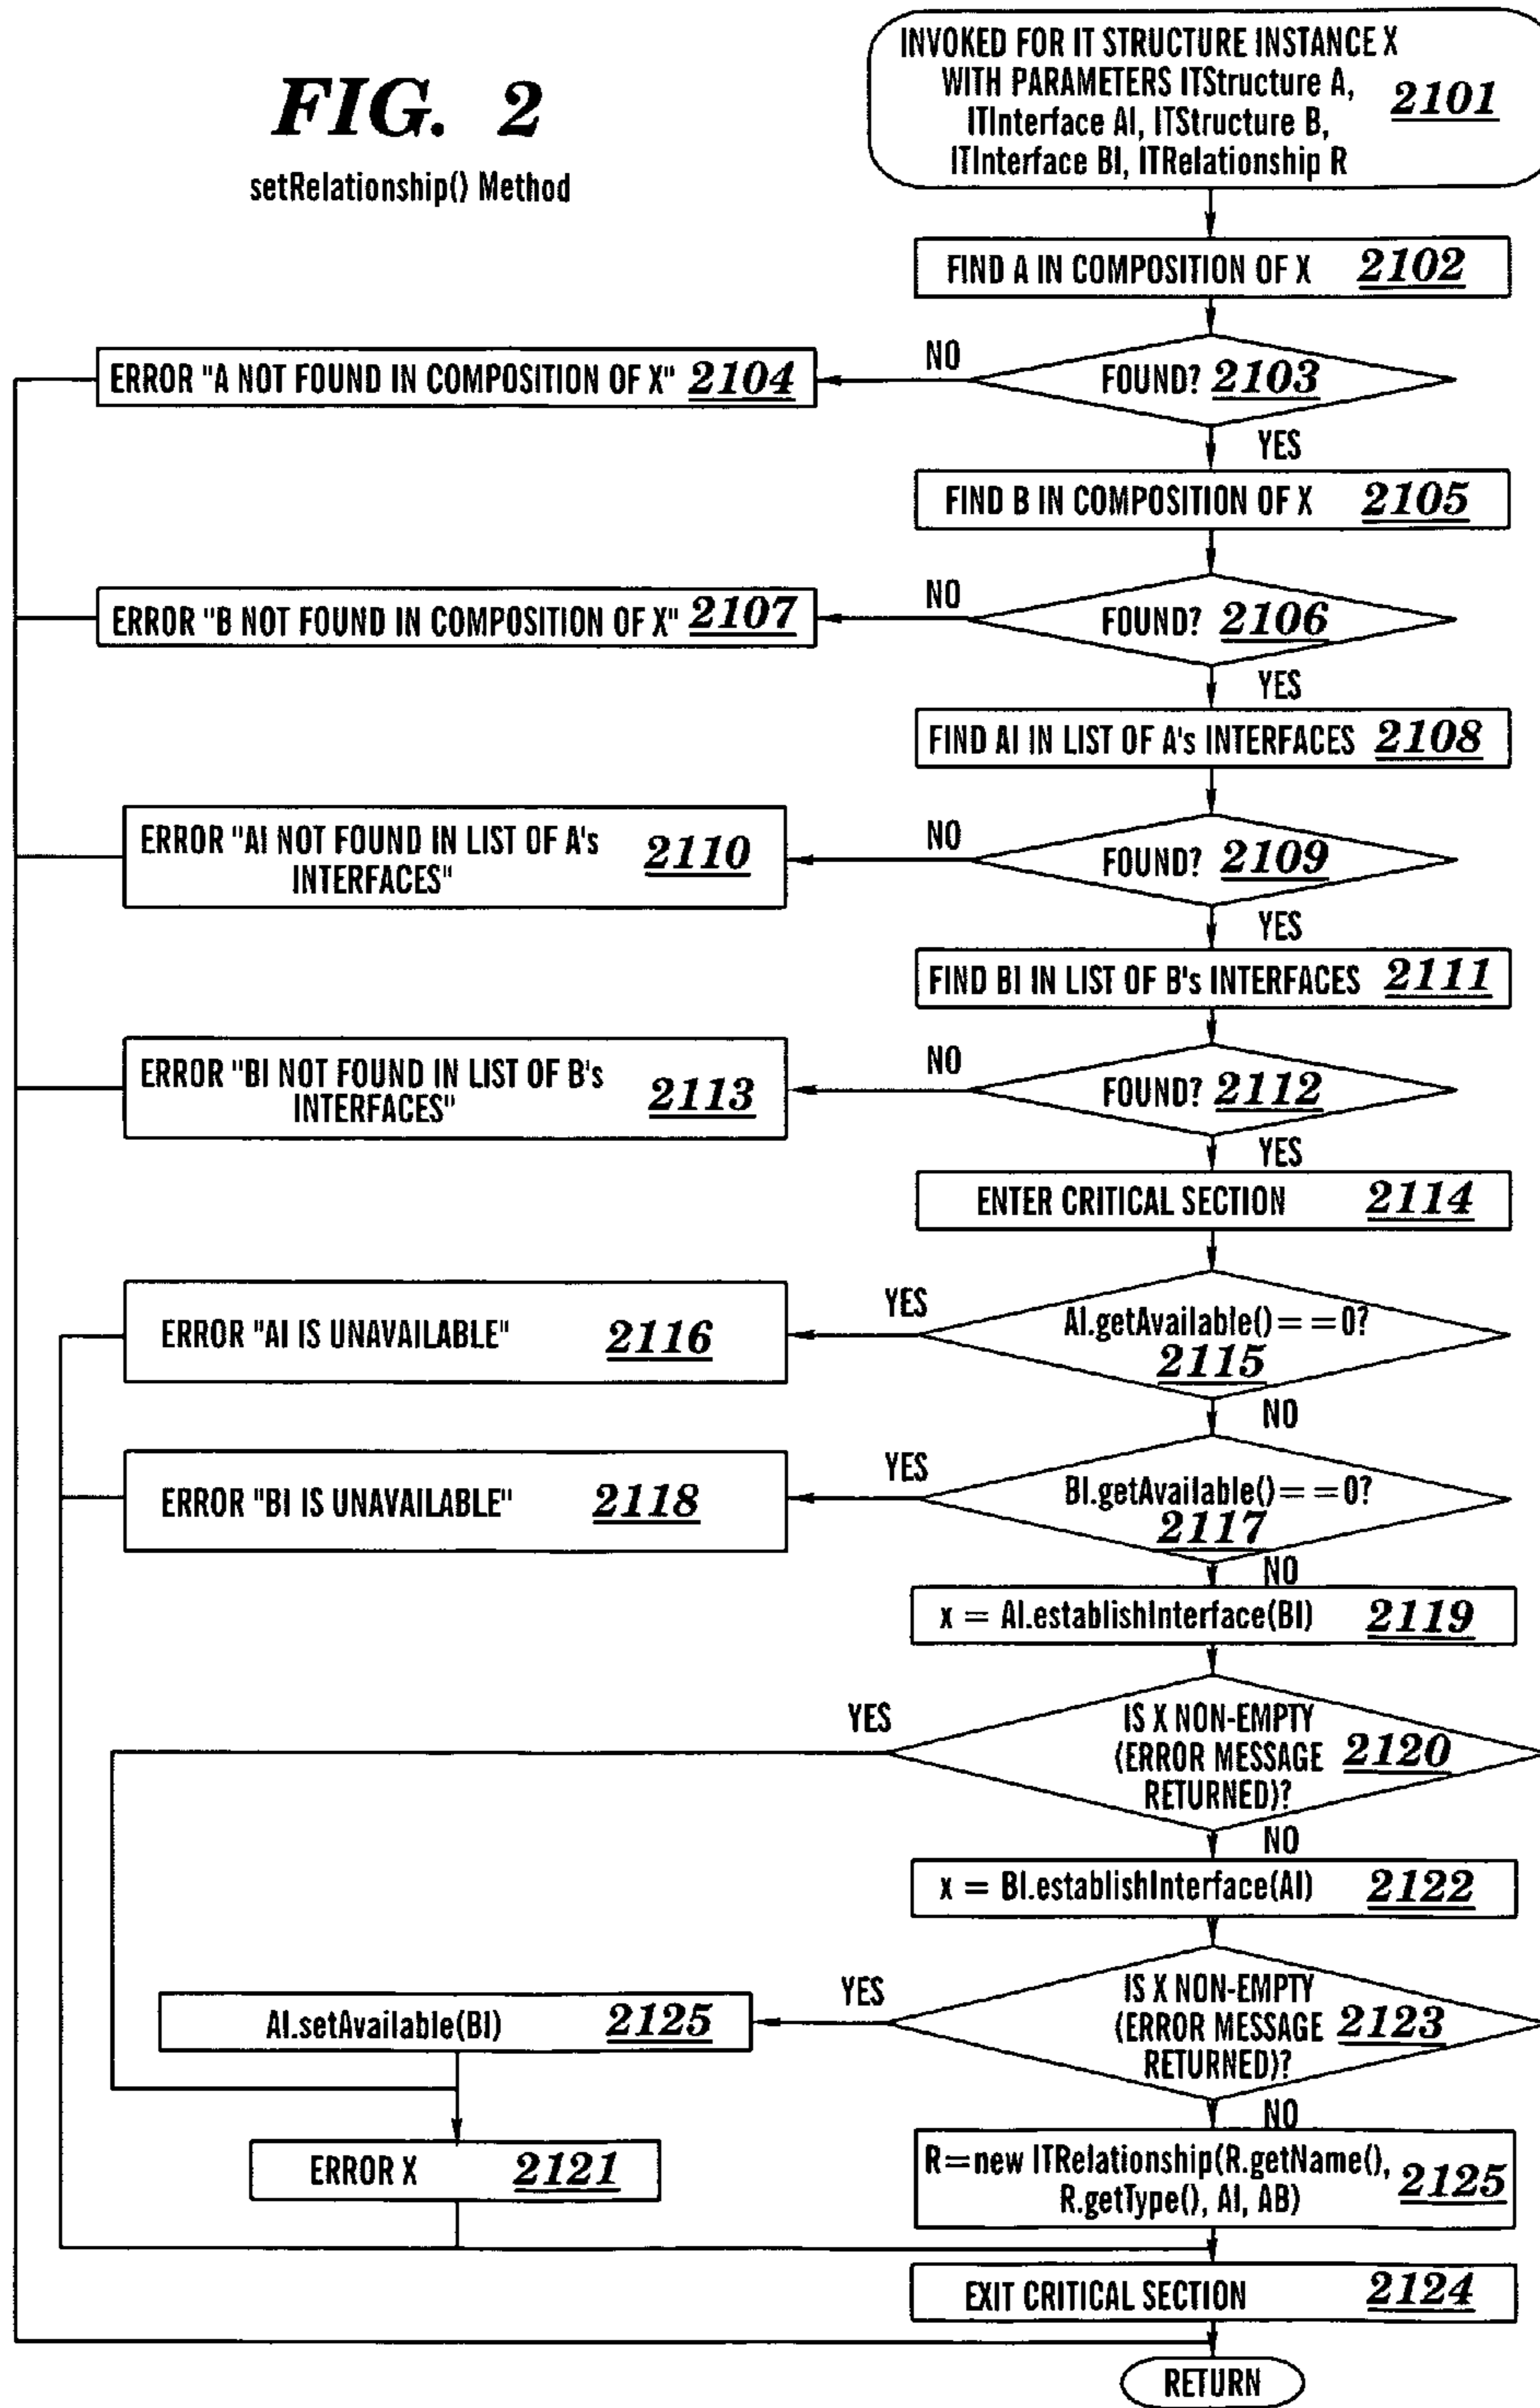 FIG. 2
setRelationship() Method
INVOKED FOR IT STRUCTURE INSTANCE X
WITH PARAMETERS ITStructure A,
ITInterface AI, ITStructure B,
ITInterface BI, ITRelationship R
2101
FIND A IN COMPOSITION OF X 2102
FOUND? 2103
NO
ERROR "A NOT FOUND IN COMPOSITION OF X" 2104
YES
FIND B IN COMPOSITION OF X 2105
FOUND? 2106
NO
ERROR "B NOT FOUND IN COMPOSITION OF X" 2107
YES
FIND AI IN LIST OF A's INTERFACES 2108
FOUND? 2109
NO
ERROR "AI NOT FOUND IN LIST OF A's
INTERFACES"
2110
YES
FIND BI IN LIST OF B's INTERFACES 2111
FOUND? 2112
NO
ERROR "BI NOT FOUND IN LIST OF B's
INTERFACES"
2113
YES
ENTER CRITICAL SECTION 2114
AI.getAvailable()==0?
2115
YES
ERROR "AI IS UNAVAILABLE" 2116
NO
BI.getAvailable()==0?
2117
YES
ERROR "BI IS UNAVAILABLE" 2118
NO
x = AI.establishInterface(BI) 2119
IS X NON-EMPTY
(ERROR MESSAGE
RETURNED)?
2120
YES
NO
x = BI.establishInterface(AI) 2122
IS X NON-EMPTY
(ERROR MESSAGE
RETURNED)?
2123
YES
AI.setAvailable(BI) 2125
ERROR X 2121
NO
R=new ITRelationship(R.getName(),
R.getType(), AI, AB)
2125
EXIT CRITICAL SECTION 2124
RETURN